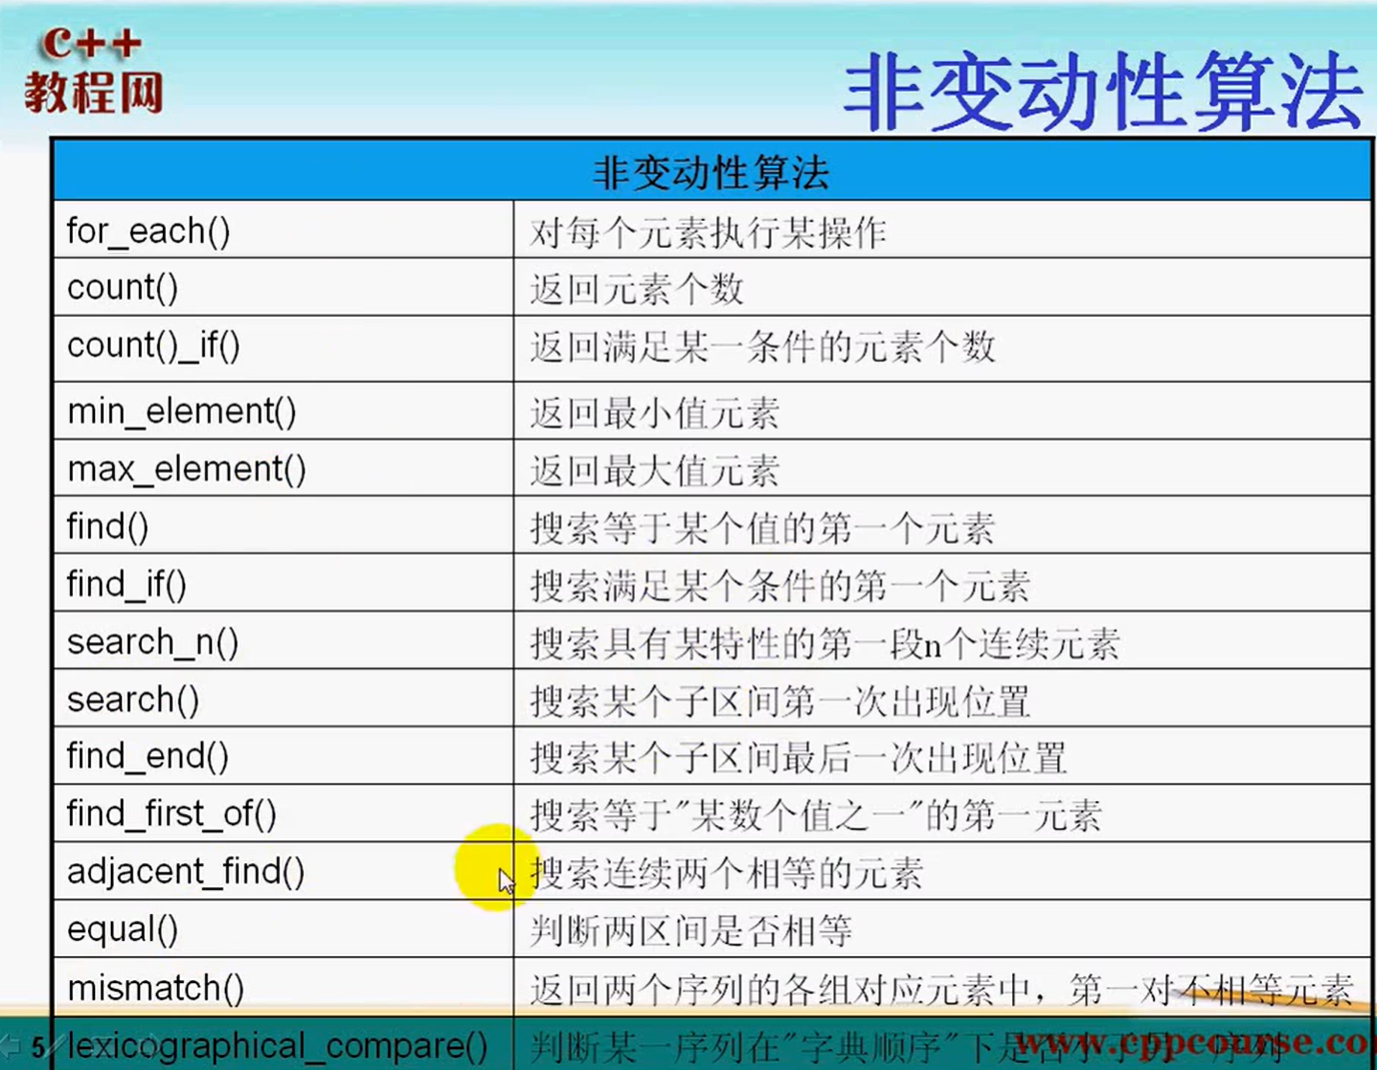 C++
教程网
非变动性算法
非变动性算法
for_each() 对每个元素执行某操作
count() 返回元素个数
count()_if() 返回满足某一条件的元素个数
min_element() 返回最小值元素
max_element() 返回最大值元素
find() 搜索等于某个值的第一个元素
find_if() 搜索满足某个条件的第一个元素
search_n() 搜索具有某特性的第一段n个连续元素
search() 搜索某个子区间第一次出现位置
find_end() 搜索某个子区间最后一次出现位置
find_first_of() 搜索等于"某数个值之一"的第一元素
adjacent_find() 搜索连续两个相等的元素
equal() 判断两区间是否相等
mismatch() 返回两个序列的各组对应元素中，第一对不相等元素
5 lexicographical_compare() 判断某一序列在"字典顺序"下是否小于 序列
www.cppcourse.co